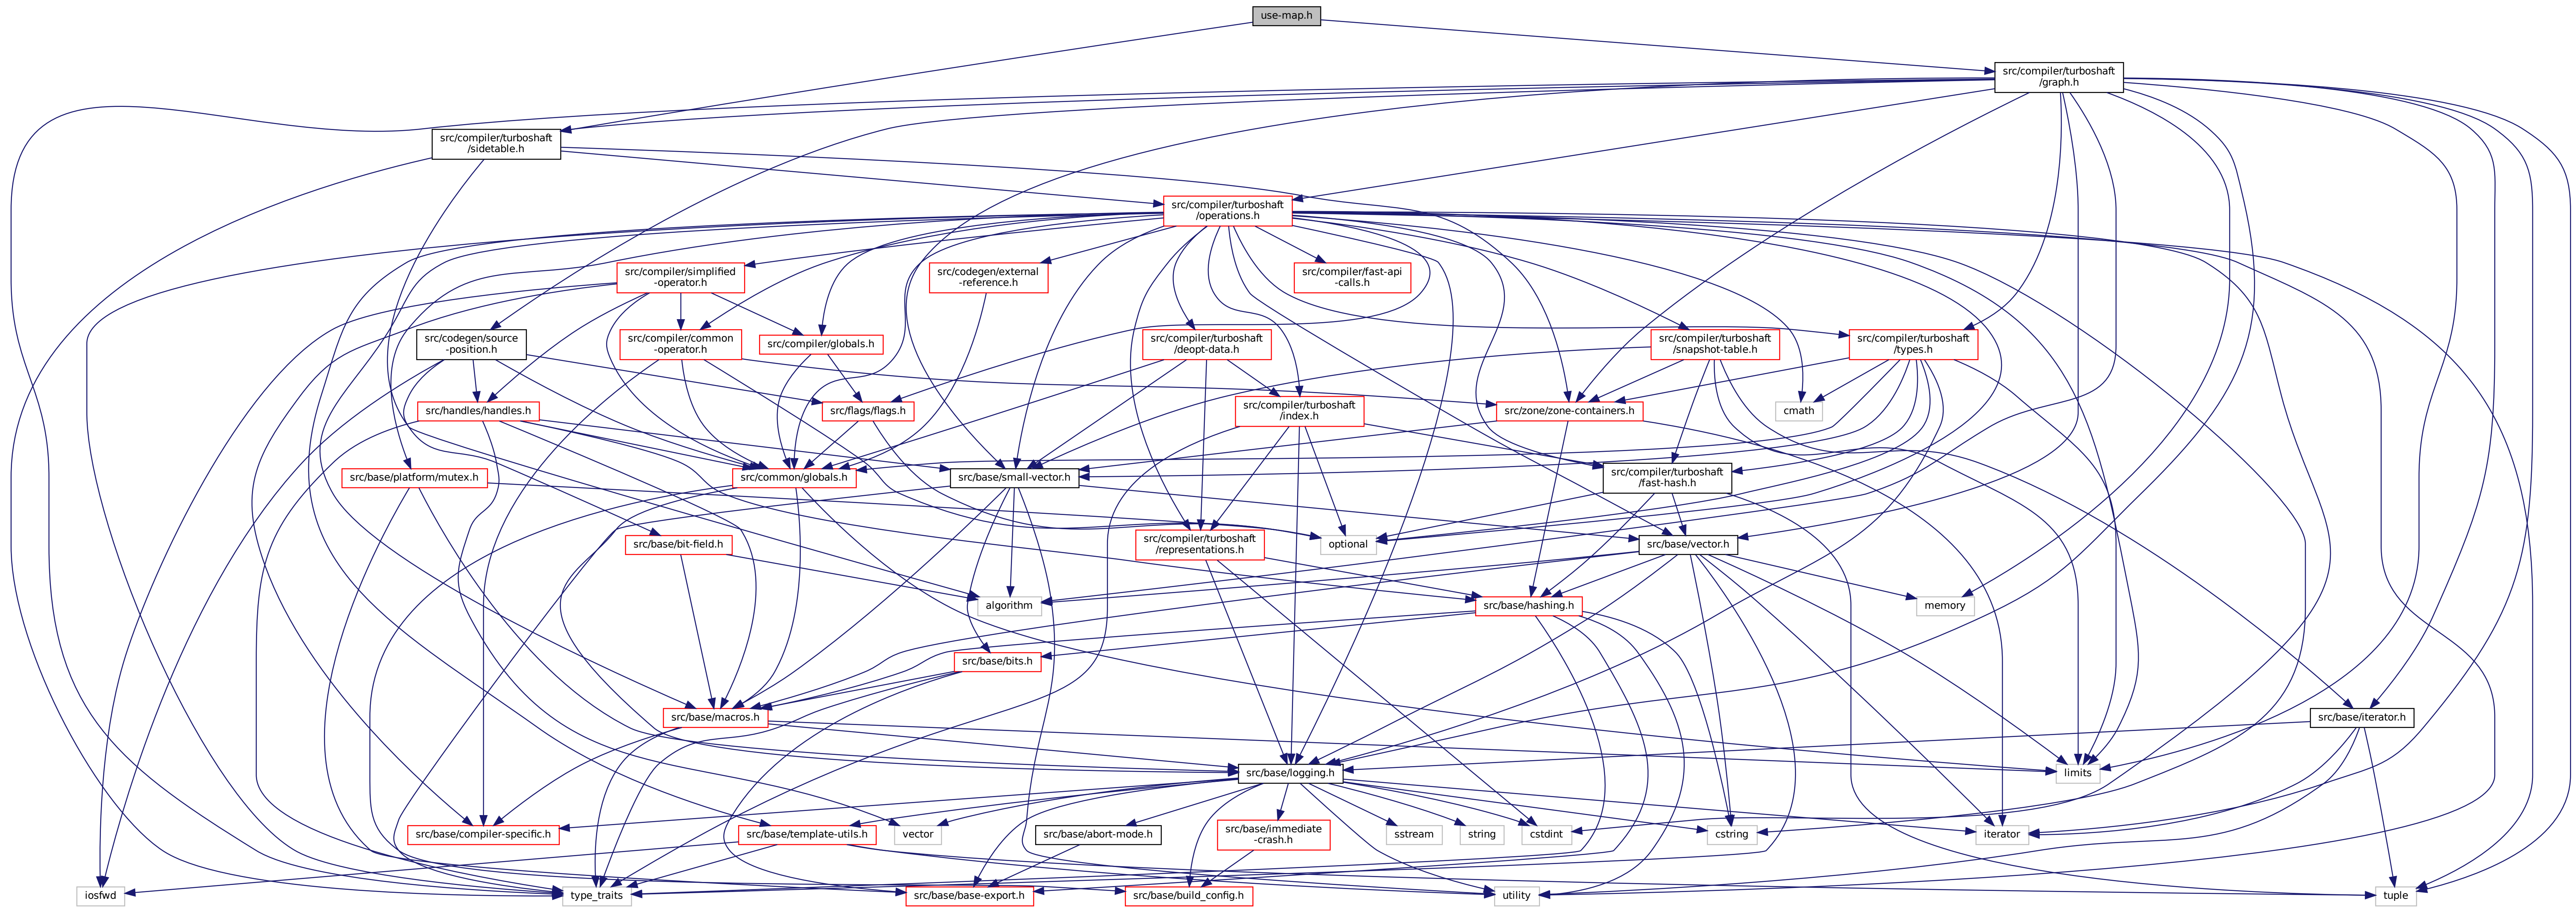 use-map.h
src/compiler/turboshaft
/graph.h
src/compiler/turboshaft
/sidetable.h
src/compiler/turboshaft
/operations.h
src/compiler/simplified
-operator.h
src/codegen/external
-reference.h
src/compiler/fast-api
-calls.h
src/codegen/source
-position.h
src/compiler/common
-operator.h
src/compiler/globals.h
src/compiler/turboshaft
/deopt-data.h
src/compiler/turboshaft
/snapshot-table.h
src/compiler/turboshaft
/types.h
src/handles/handles.h
src/flags/flags.h
src/compiler/turboshaft
/index.h
src/zone/zone-containers.h
cmath
src/base/platform/mutex.h
src/common/globals.h
src/base/small-vector.h
src/compiler/turboshaft
/fast-hash.h
src/base/bit-field.h
src/compiler/turboshaft
/representations.h
optional
src/base/vector.h
algorithm
src/base/hashing.h
memory
src/base/bits.h
src/base/macros.h
src/base/iterator.h
src/base/logging.h
limits
src/base/compiler-specific.h
src/base/template-utils.h
vector
src/base/abort-mode.h
src/base/immediate
-crash.h
sstream
string
cstdint
cstring
iterator
iosfwd
type_traits
src/base/base-export.h
src/base/build_config.h
utility
tuple